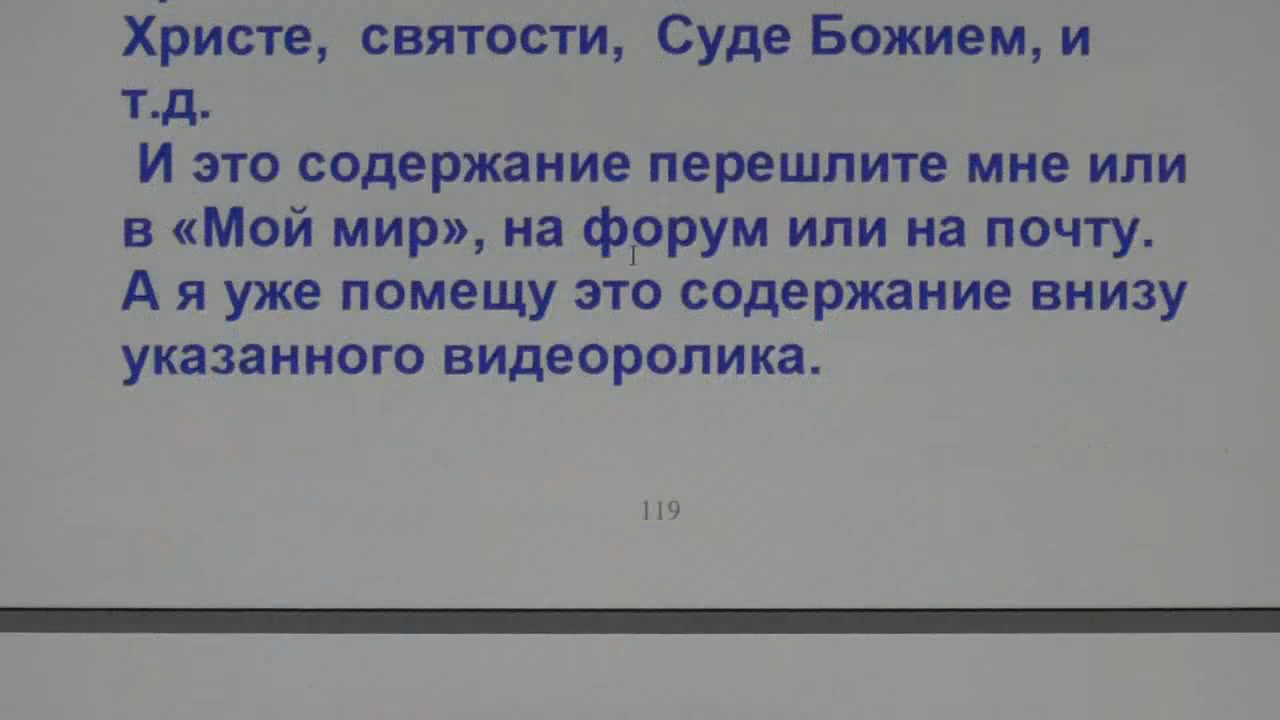 Христе, святости, Суде Божием, и
т.д.
И это содержание перешлите мне или
в «Мой мир», на форум или на почту.
А я уже помещу это содержание внизу
указанного видеоролика.
119